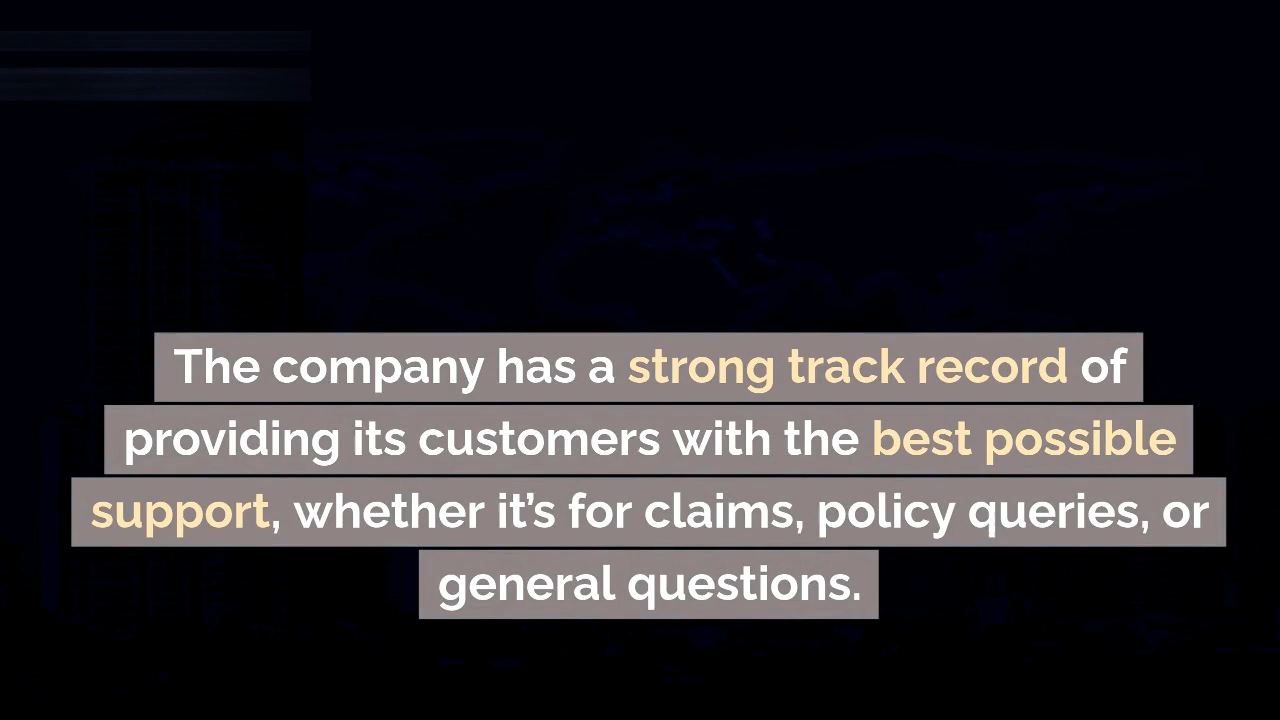 The company has a strong track record of
providing its customers with the best possible
support, whether it’s for claims, policy queries, or
general questions.